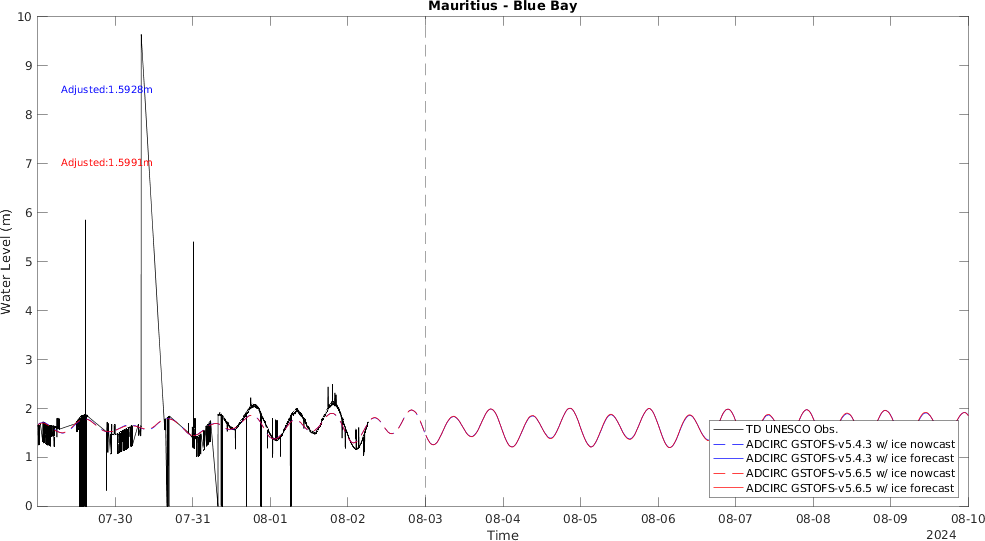 Mauritius - Blue Bay
10
9
8
7
6
5
4
3
2
1
0
Water Level (m)
Adjusted:1.5928m
Adjusted:1.5991m
TD UNESCO Obs.
ADCIRC GSTOFS-v5.4.3 w/ ice nowcast
ADCIRC GSTOFS-v5.4.3 w/ ice forecast
ADCIRC GSTOFS-v5.6.5 w/ ice nowcast
ADCIRC GSTOFS-v5.6.5 w/ ice forecast
07-30 07-31 08-01 08-02 08-03 08-04 08-05 08-06 08-07 08-08 08-09 08-10
Time
2024